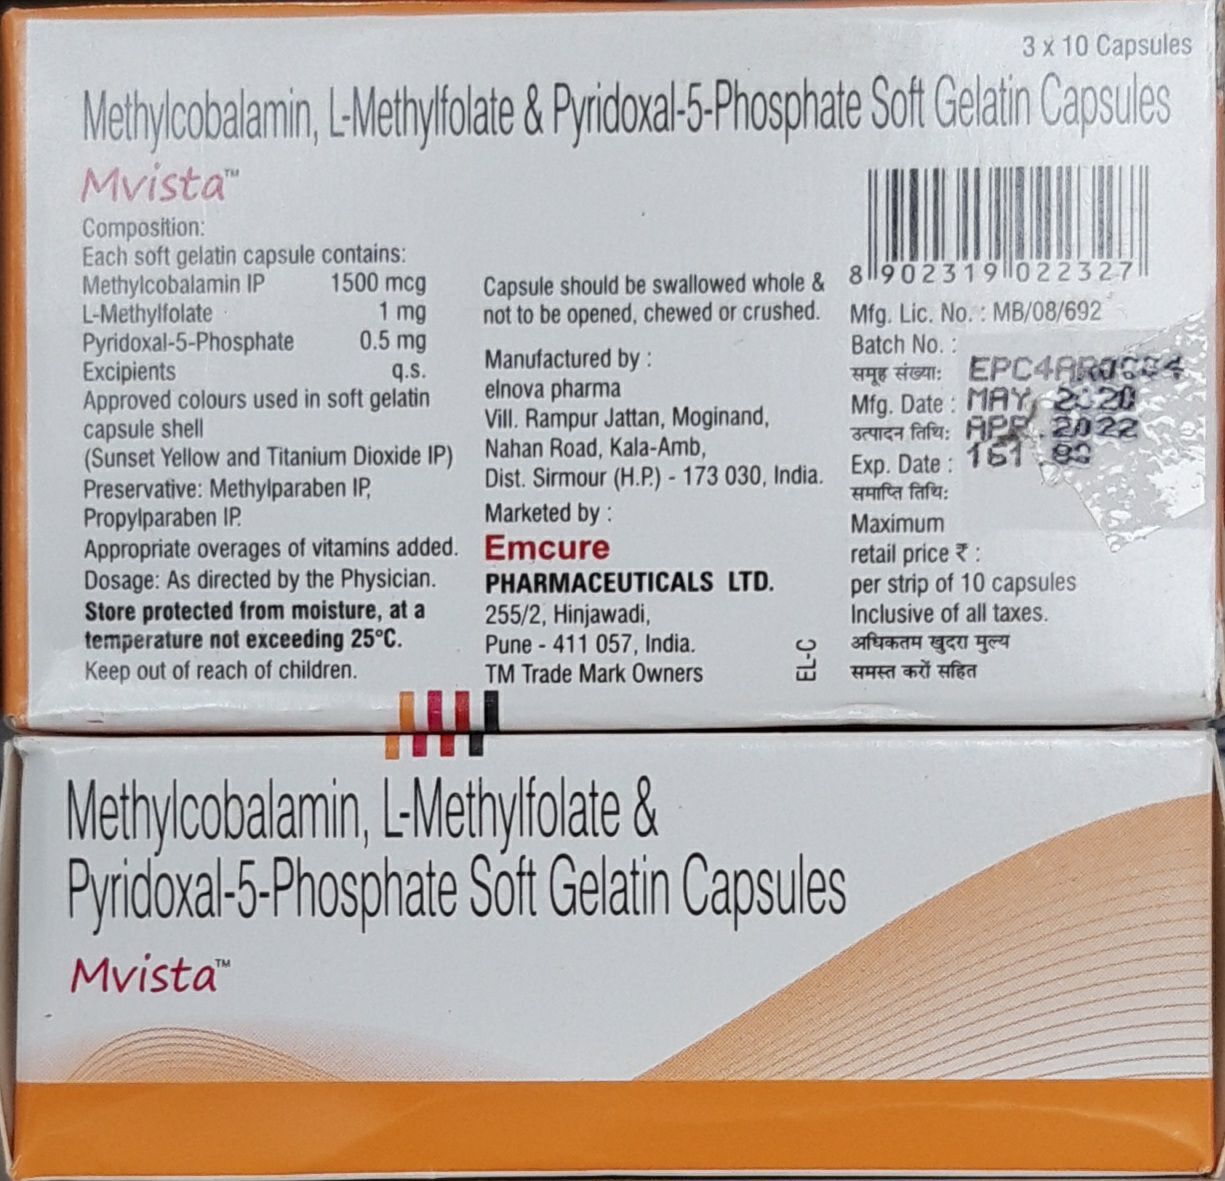 3 x 10 Capsules
Methylcobalamin, L-Methylfolate & Pyridoxal-5-Phosphate Soft Gelatin Capsules
Mvista™
Composition:
Each soft gelatin capsule contains:
Methylcobalamin IP 1500 mcg
L-Methylfolate 1 mg
Pyridoxal-5-Phosphate 0.5 mg
Excipients q.s.
Approved colours used in soft gelatin
capsule shell
(Sunset Yellow and Titanium Dioxide IP)
Preservative: Methylparaben IP,
Propylparaben IP.
Appropriate overages of vitamins added.
Dosage: As directed by the Physician.
Store protected from moisture, at a
temperature not exceeding 25°C.
Keep out of reach of children.
Capsule should be swallowed whole &
not to be opened, chewed or crushed.
Manufactured by :
elnova pharma
Vill. Rampur Jattan, Moginand,
Nahan Road, Kala-Amb,
Dist. Sirmour (H.P.) - 173 030, India.
Marketed by :
Emcure
PHARMACEUTICALS LTD.
255/2, Hinjawadi,
Pune - 411 057, India.
TM Trade Mark Owners
EL-C
8 902319 022327
Mfg. Lic. No. : MB/08/692
Batch No. :
समूह संख्या:
Mfg. Date : MAY 2020
उत्पादन तिथि: APR. 2022
Exp. Date :
समाप्ति तिथि:
Maximum
retail price ₹ :
per strip of 10 capsules
Inclusive of all taxes.
अधिकतम खुदरा मुल्य
समस्त करों सहित
Methylcobalamin, L-Methylfolate &
Pyridoxal-5-Phosphate Soft Gelatin Capsules
Mvista™